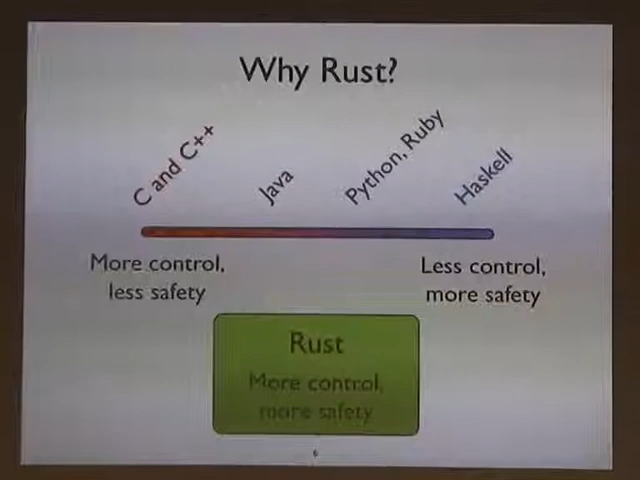 Why Rust?
C and C++
Java
Python, Ruby
Haskell
More control,
less safety
Less control,
more safety
Rust
More control,
more safety
6